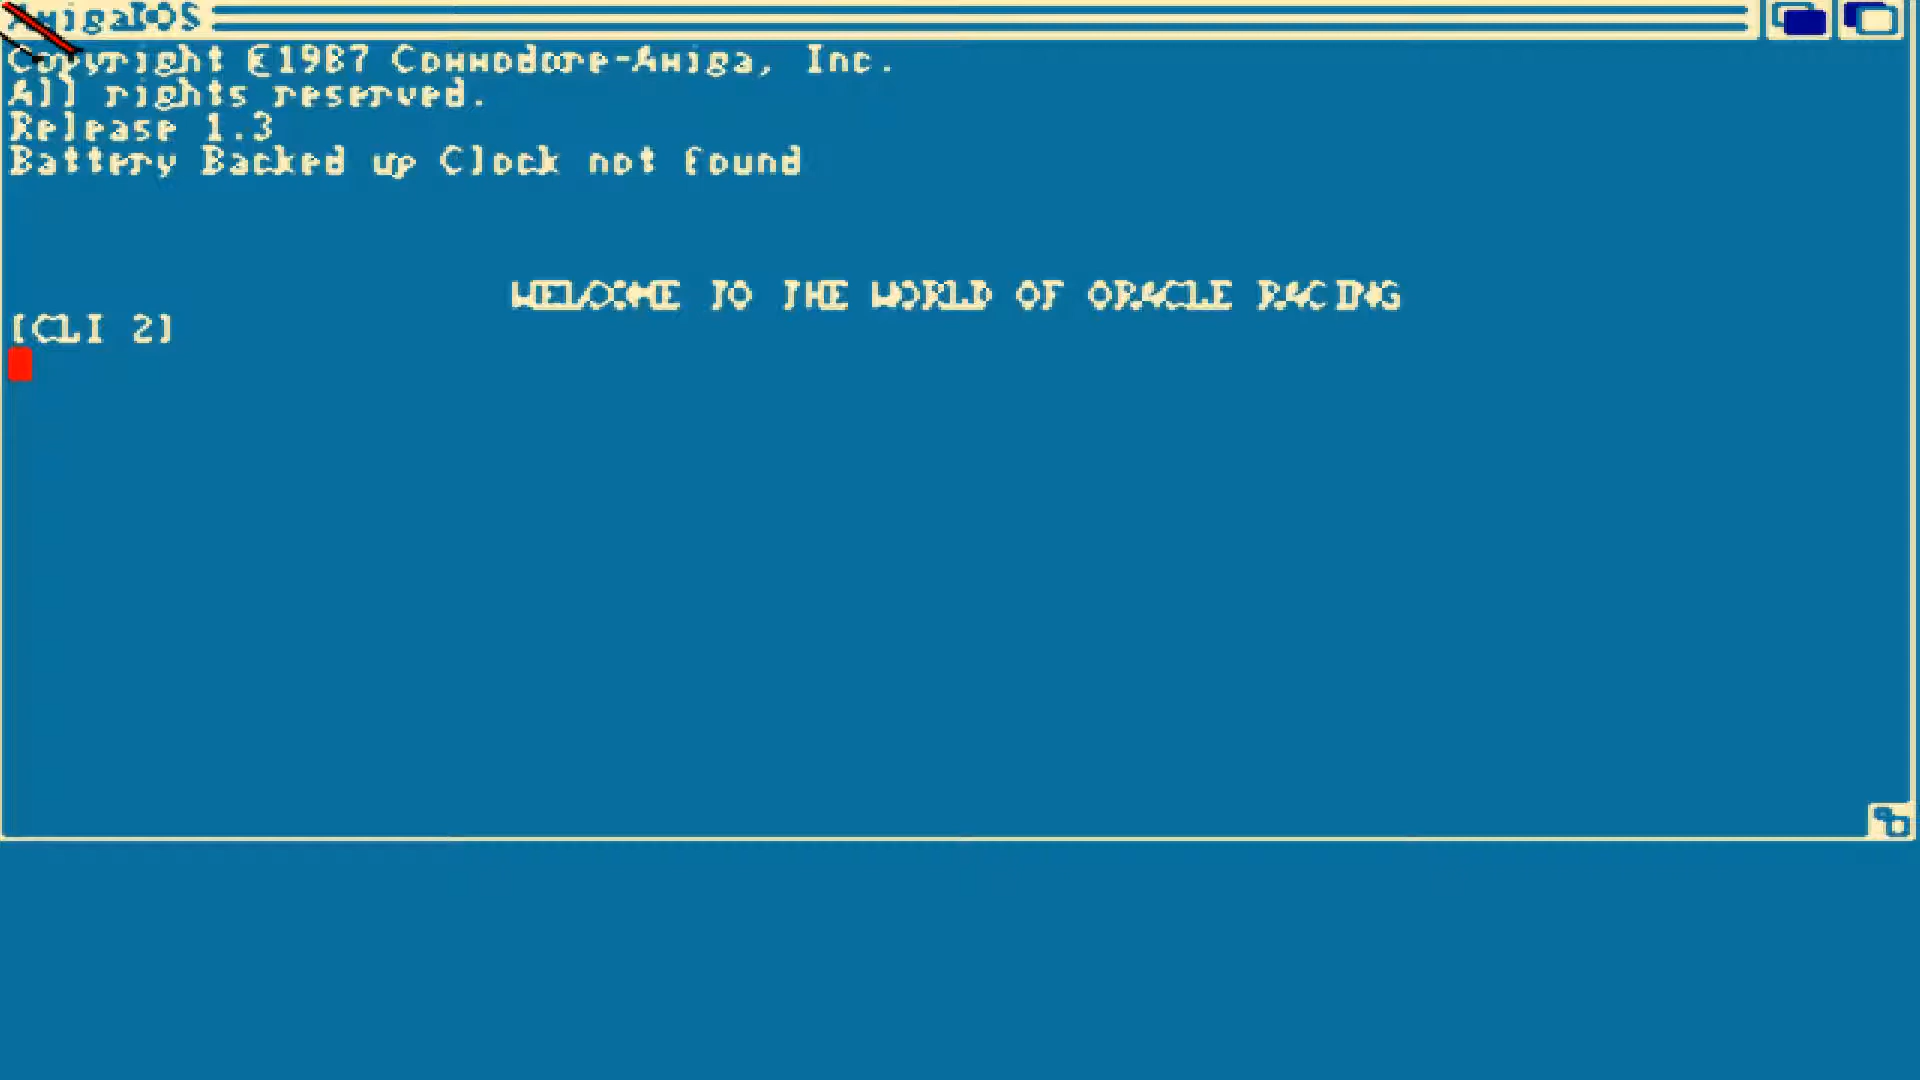 AmigaDOS
Copyright ©1987 Commodore-Amiga, Inc.
All rights reserved.
Release 1.3
Battery Backed up Clock not found
WELCOME TO THE WORLD OF ORACLE RACING
[CLI 2]